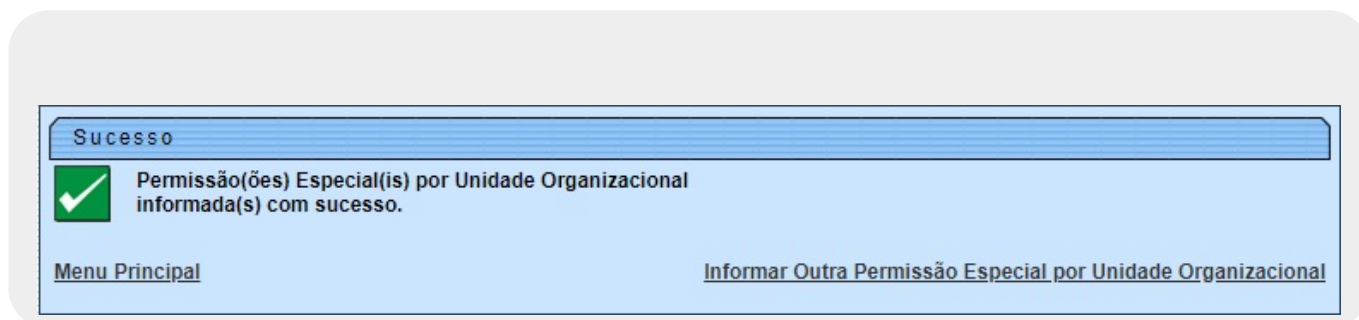 Sucesso
Permissão(ões) Especial(is) por Unidade Organizacional
informada(s) com sucesso.
Menu Principal
Informar Outra Permissão Especial por Unidade Organizacional